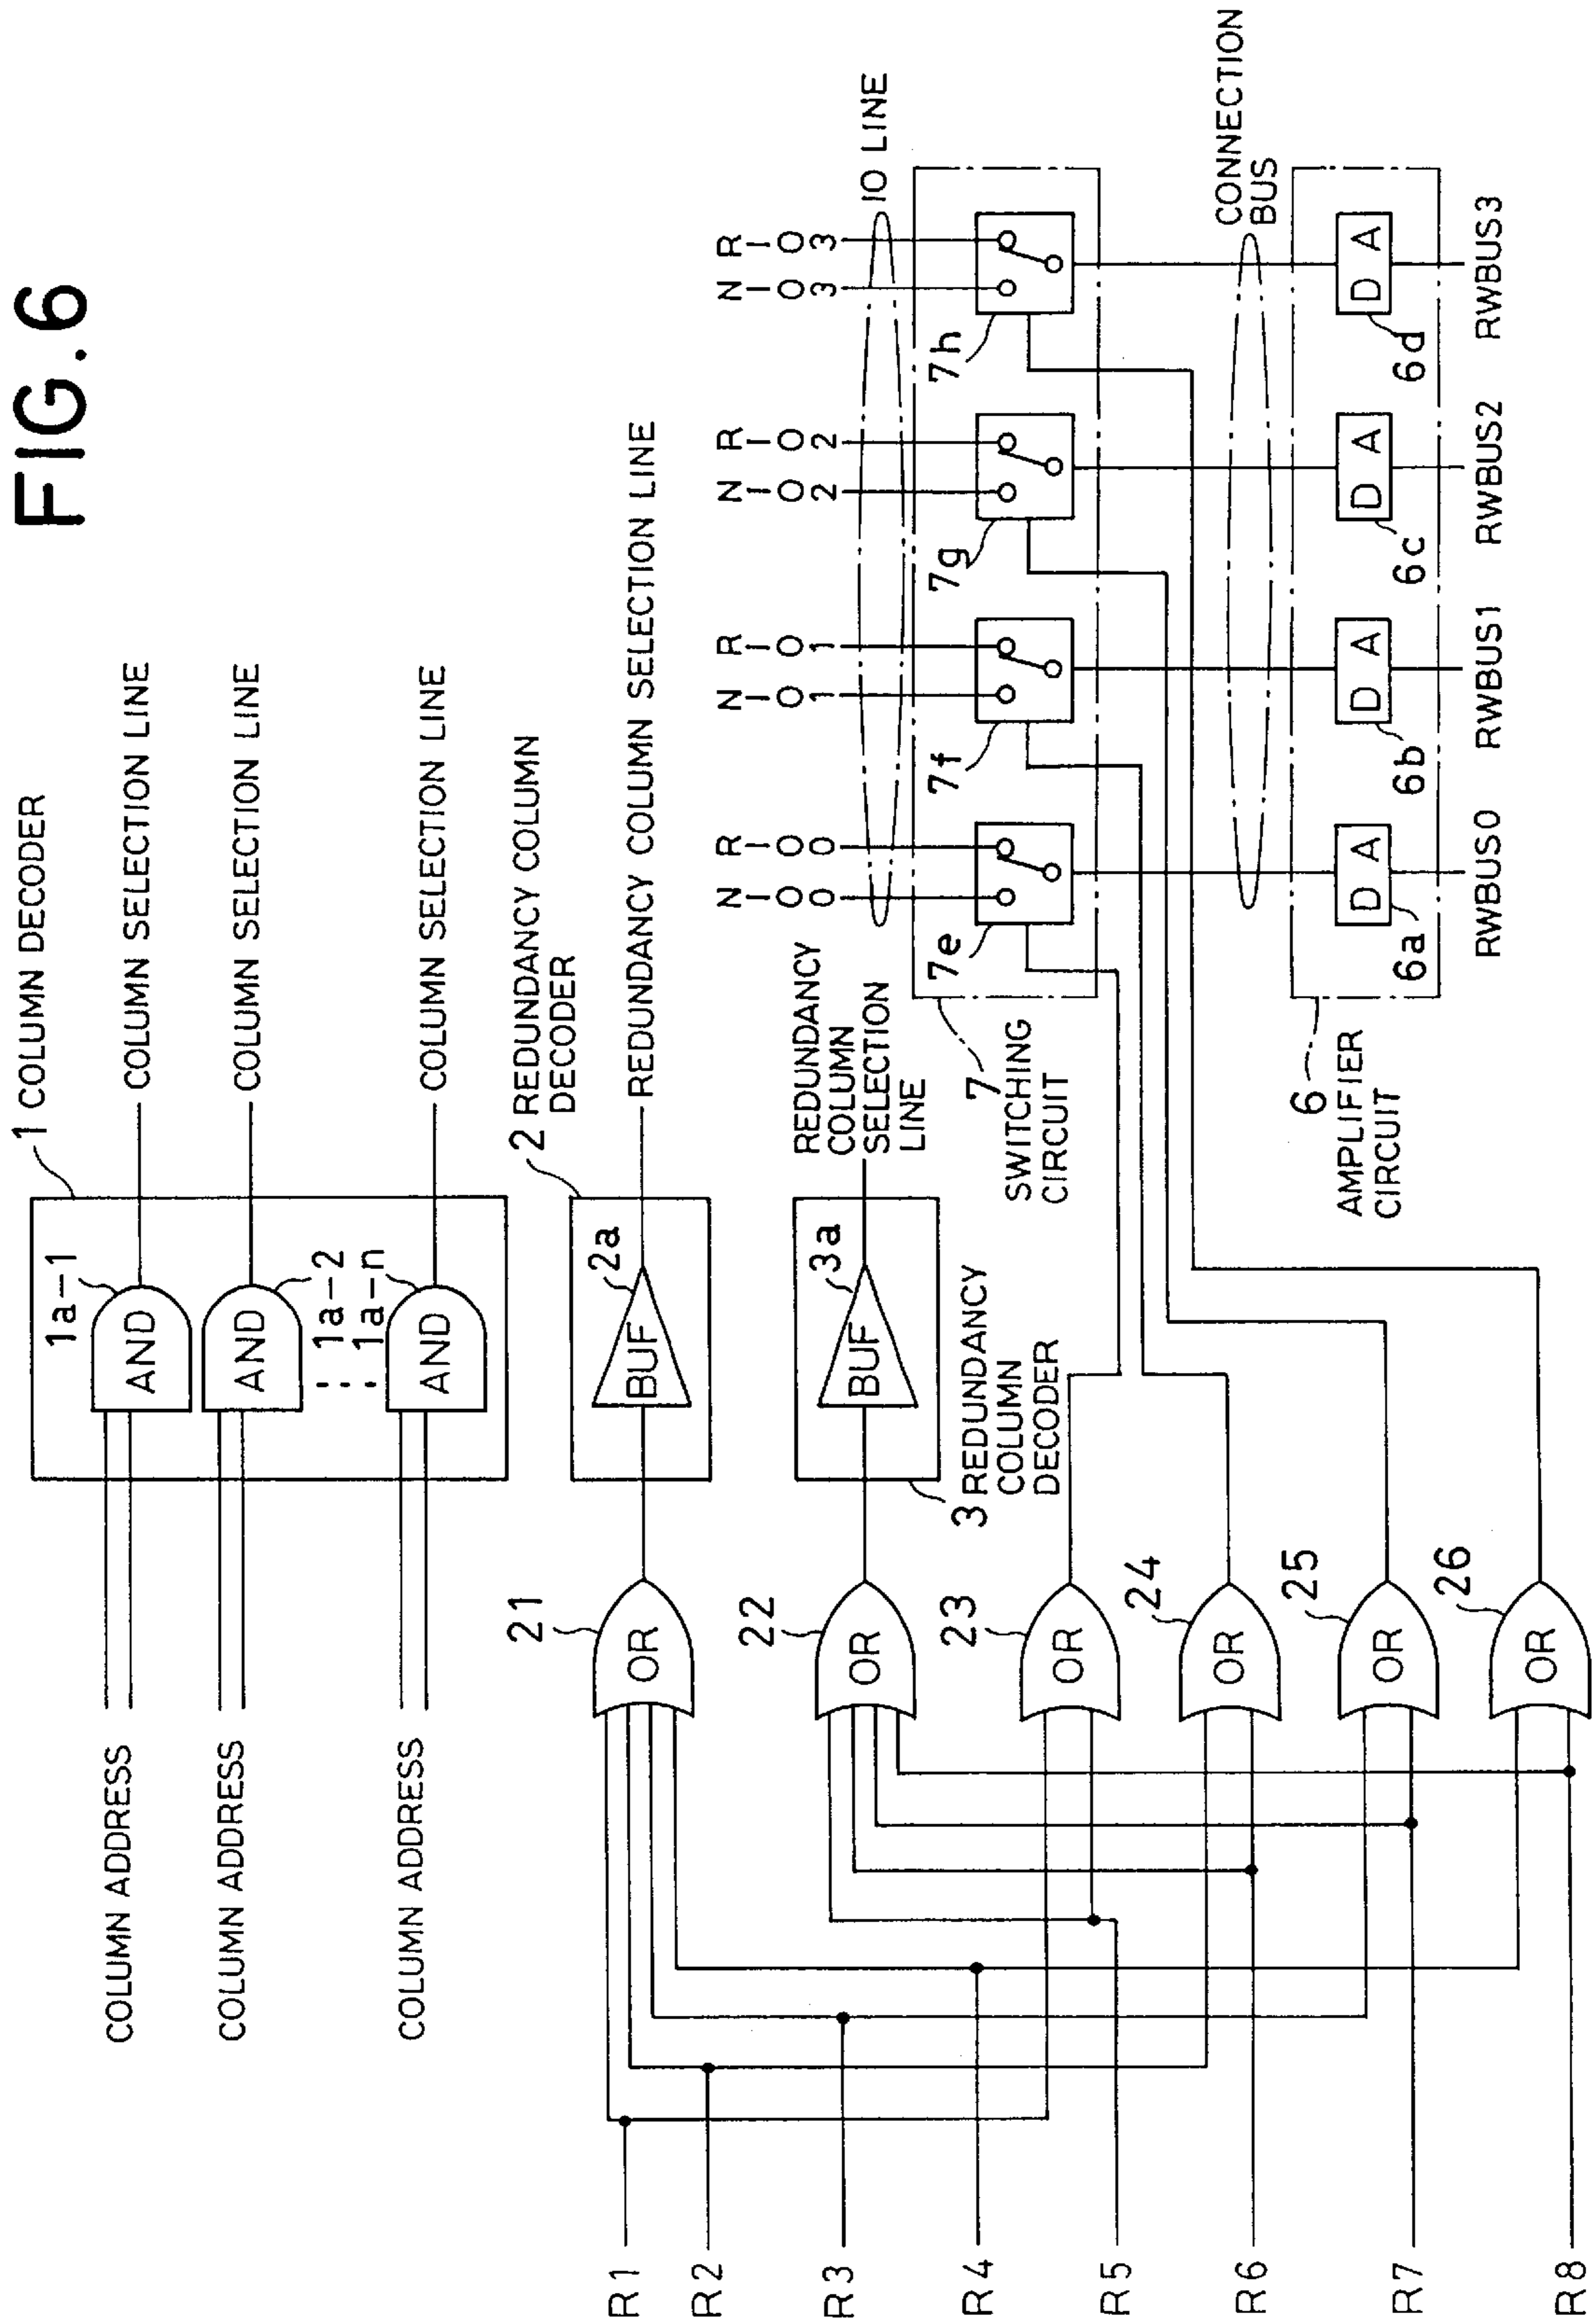 FIG.6
1 COLUMN DECODER
1a-1
AND
COLUMN ADDRESS
COLUMN SELECTION LINE
AND
1a-2
COLUMN ADDRESS
COLUMN SELECTION LINE
1a-n
AND
COLUMN ADDRESS
COLUMN SELECTION LINE
2 REDUNDANCY COLUMN
DECODER
21
OR
BUF
2a
REDUNDANCY COLUMN SELECTION LINE
22
OR
BUF
3a
REDUNDANCY
COLUMN
SELECTION
LINE
3 REDUNDANCY
COLUMN
DECODER
23
OR
24
OR
25
OR
26
OR
R1
R2
R3
R4
R5
R6
R7
R8
NIO0
RIO0
NIO1
RIO1
NIO2
RIO2
NIO3
RIO3
IO LINE
7e
7f
7g
7h
7
SWITCHING
CIRCUIT
CONNECTION
BUS
6
AMPLIFIER
CIRCUIT
DA
6a
DA
6b
DA
6c
DA
6d
RWBUS0
RWBUS1
RWBUS2
RWBUS3